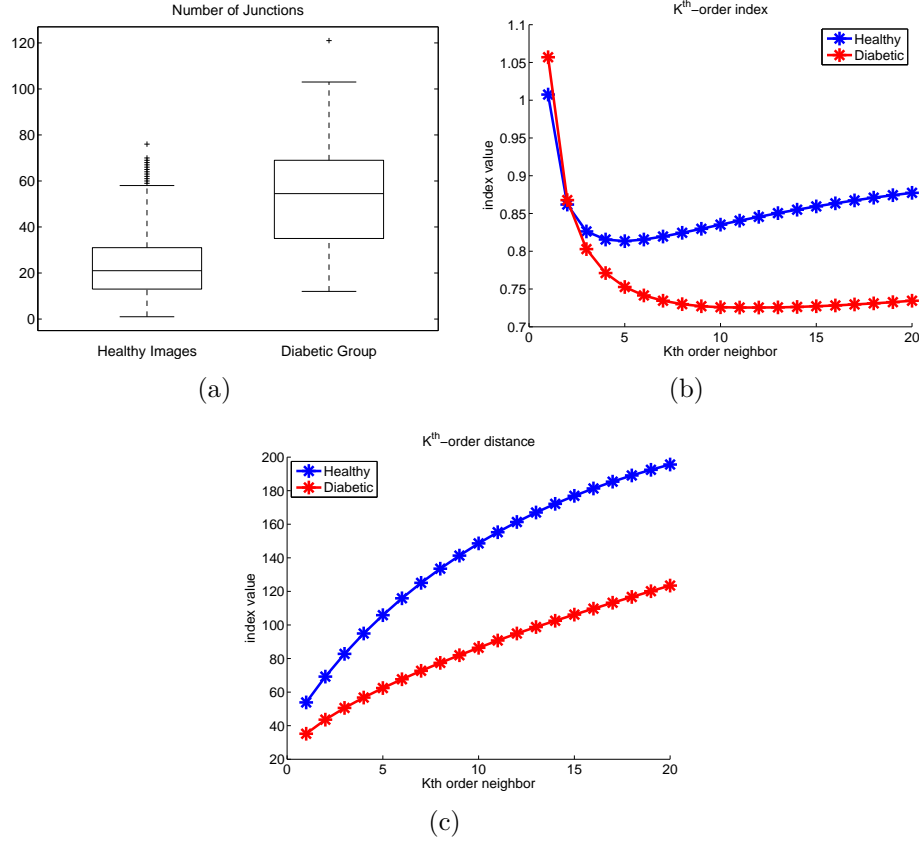 Number of Junctions
120
100
80
60
40
20
0
Healthy Images Diabetic Group
(a)
Kth−order index
Healthy
Diabetic
index value
1.1
1.05
1
0.95
0.9
0.85
0.8
0.75
0.7
0 5 10 15 20
Kth order neighbor
(b)
Kth−order distance
Healthy
Diabetic
index value
200
180
160
140
120
100
80
60
40
20
0 5 10 15 20
Kth order neighbor
(c)